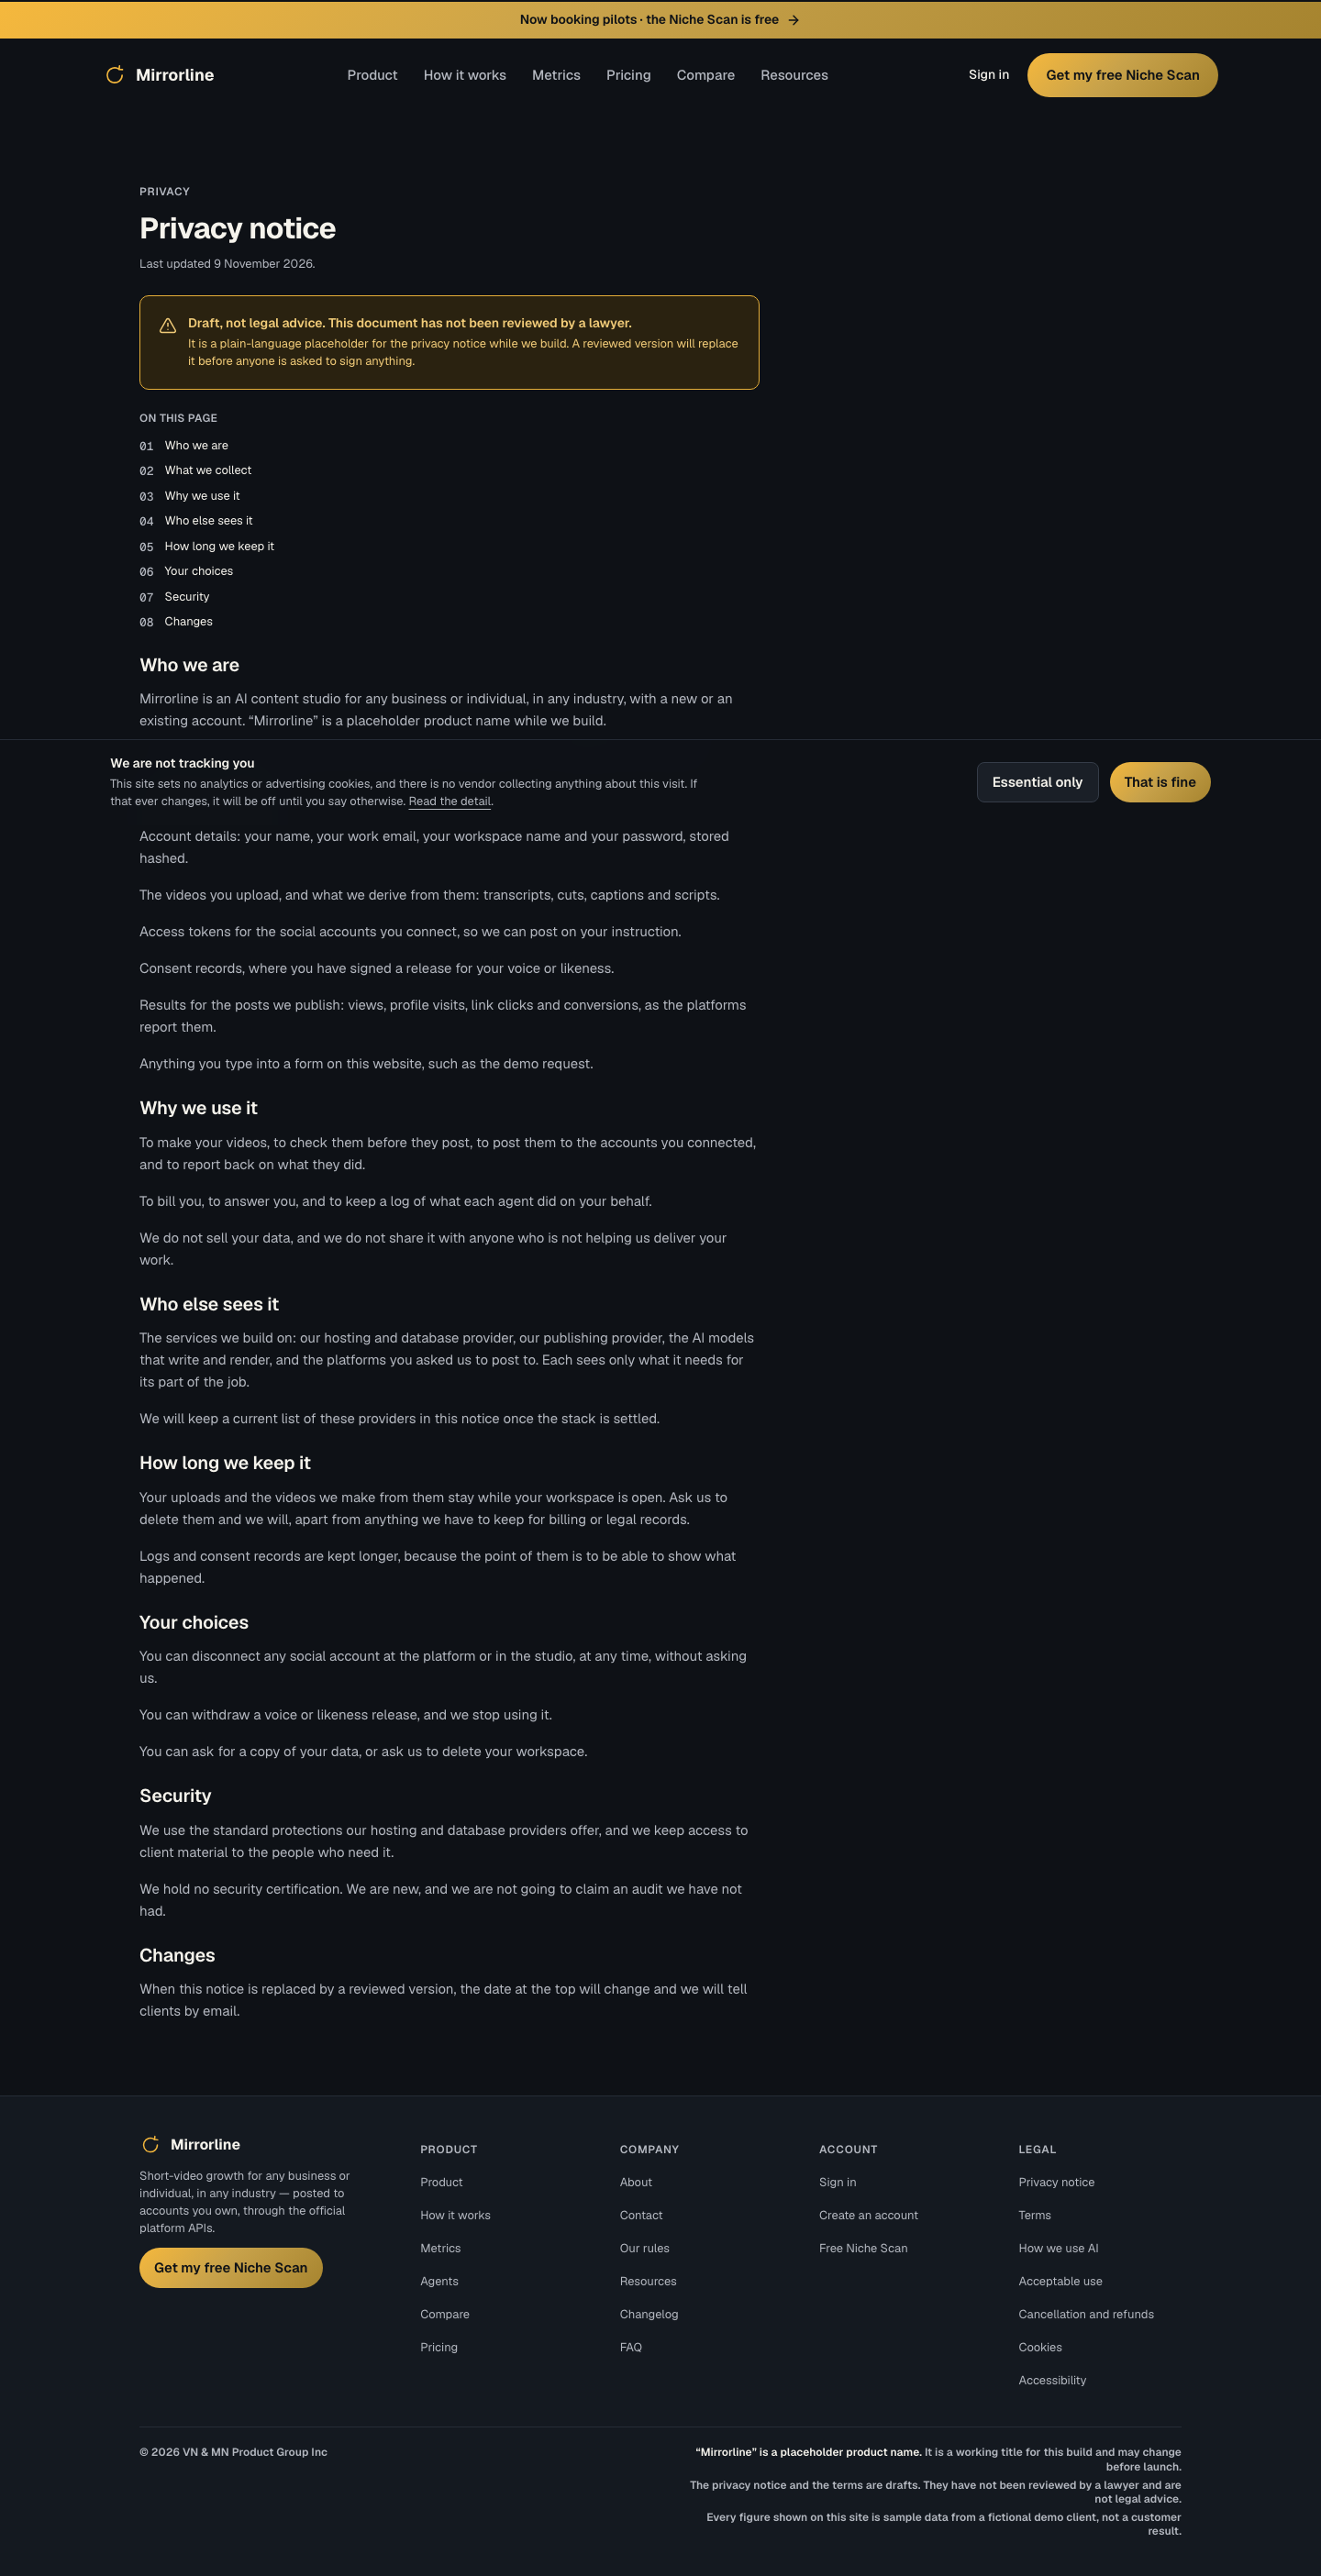 Now booking pilots · the Niche Scan is free →
Mirrorline
Product
How it works
Metrics
Pricing
Compare
Resources
Sign in
Get my free Niche Scan
PRIVACY
Privacy notice
Last updated 9 November 2026.
Draft, not legal advice. This document has not been reviewed by a lawyer.
It is a plain-language placeholder for the privacy notice while we build. A reviewed version will replace
it before anyone is asked to sign anything.
ON THIS PAGE
01 Who we are
02 What we collect
03 Why we use it
04 Who else sees it
05 How long we keep it
06 Your choices
07 Security
08 Changes
Who we are
Mirrorline is an AI content studio for any business or individual, in any industry, with a new or an
existing account. “Mirrorline” is a placeholder product name while we build.
We are not tracking you
This site sets no analytics or advertising cookies, and there is no vendor collecting anything about this visit. If
that ever changes, it will be off until you say otherwise. Read the detail.
Essential only
That is fine
Account details: your name, your work email, your workspace name and your password, stored
hashed.
The videos you upload, and what we derive from them: transcripts, cuts, captions and scripts.
Access tokens for the social accounts you connect, so we can post on your instruction.
Consent records, where you have signed a release for your voice or likeness.
Results for the posts we publish: views, profile visits, link clicks and conversions, as the platforms
report them.
Anything you type into a form on this website, such as the demo request.
Why we use it
To make your videos, to check them before they post, to post them to the accounts you connected,
and to report back on what they did.
To bill you, to answer you, and to keep a log of what each agent did on your behalf.
We do not sell your data, and we do not share it with anyone who is not helping us deliver your
work.
Who else sees it
The services we build on: our hosting and database provider, our publishing provider, the AI models
that write and render, and the platforms you asked us to post to. Each sees only what it needs for
its part of the job.
We will keep a current list of these providers in this notice once the stack is settled.
How long we keep it
Your uploads and the videos we make from them stay while your workspace is open. Ask us to
delete them and we will, apart from anything we have to keep for billing or legal records.
Logs and consent records are kept longer, because the point of them is to be able to show what
happened.
Your choices
You can disconnect any social account at the platform or in the studio, at any time, without asking
us.
You can withdraw a voice or likeness release, and we stop using it.
You can ask for a copy of your data, or ask us to delete your workspace.
Security
We use the standard protections our hosting and database providers offer, and we keep access to
client material to the people who need it.
We hold no security certification. We are new, and we are not going to claim an audit we have not
had.
Changes
When this notice is replaced by a reviewed version, the date at the top will change and we will tell
clients by email.
Mirrorline
Short-video growth for any business or
individual, in any industry — posted to
accounts you own, through the official
platform APIs.
Get my free Niche Scan
PRODUCT
Product
How it works
Metrics
Agents
Compare
Pricing
COMPANY
About
Contact
Our rules
Resources
Changelog
FAQ
ACCOUNT
Sign in
Create an account
Free Niche Scan
LEGAL
Privacy notice
Terms
How we use AI
Acceptable use
Cancellation and refunds
Cookies
Accessibility
© 2026 VN & MN Product Group Inc
“Mirrorline” is a placeholder product name. It is a working title for this build and may change
before launch.
The privacy notice and the terms are drafts. They have not been reviewed by a lawyer and are
not legal advice.
Every figure shown on this site is sample data from a fictional demo client, not a customer
result.